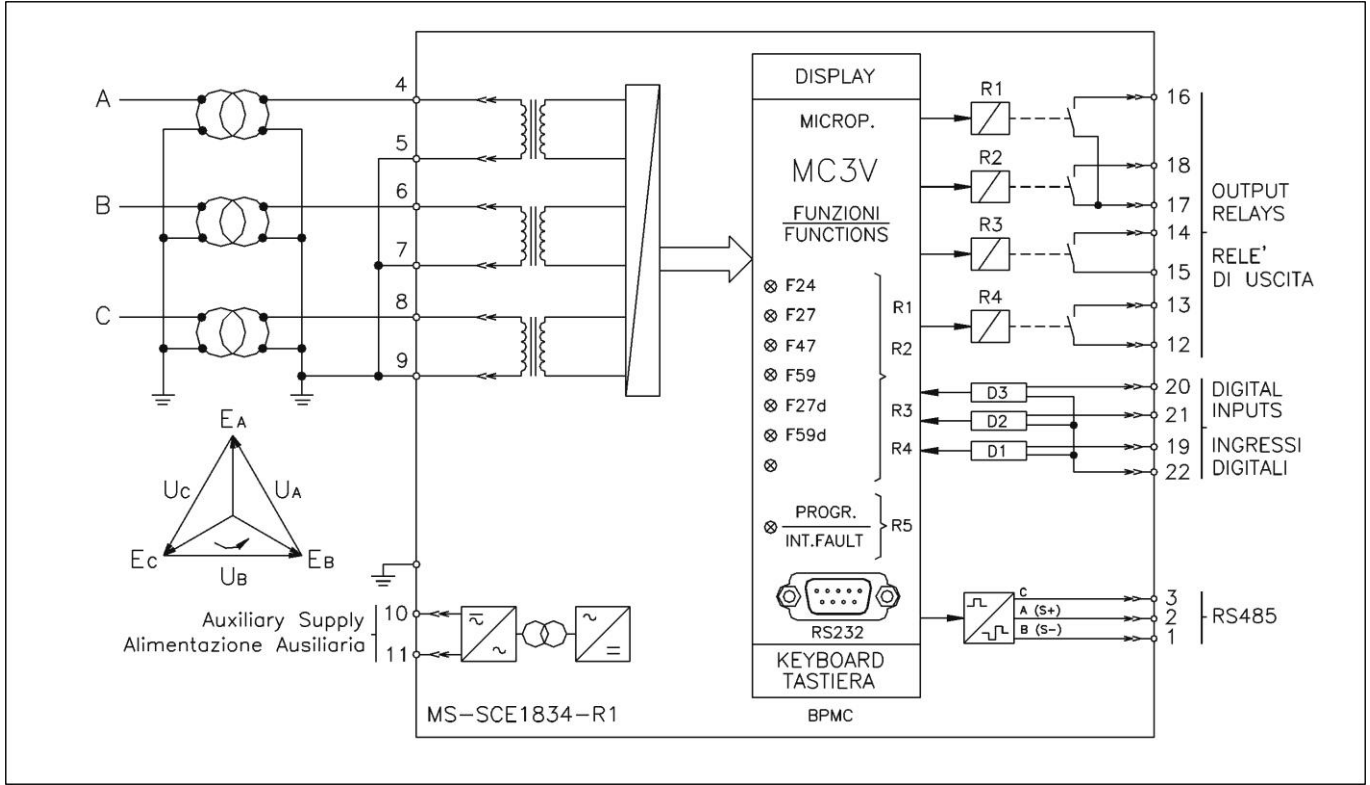 A
B
C
4
5
6
7
8
9
EA
UC
UA
EC
EB
UB
Auxiliary Supply
Alimentazione Ausiliaria
10
11
MS-SCE1834-R1
DISPLAY
MICROP.
MC3V
FUNZIONI
FUNCTIONS
F24
F27
F47
F59
F27d
F59d
R1
R2
R3
R4
PROGR.
INT.FAULT
R5
RS232
KEYBOARD
TASTIERA
BPMC
R1
R2
R3
R4
16
18
17
14
15
13
12
OUTPUT
RELAYS
RELE'
DI USCITA
D3
D2
D1
20
21
19
22
DIGITAL
INPUTS
INGRESSI
DIGITALI
C
A (S+)
B (S-)
3
2
1
RS485